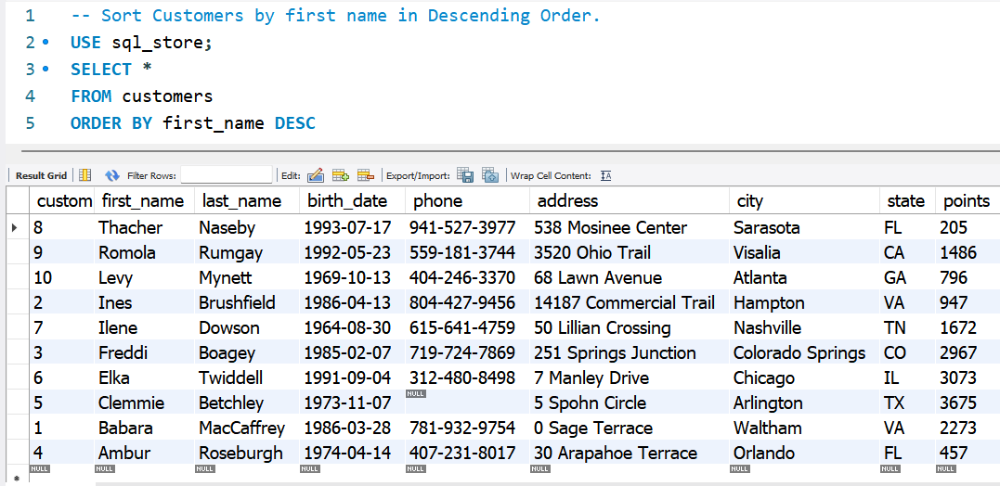 1 -- Sort Customers by first name in Descending Order.
2 USE sql_store;
3 SELECT *
4 FROM customers
5 ORDER BY first_name DESC
Result Grid Filter Rows: Edit: Export/Import: Wrap Cell Content: IA
custom first_name last_name birth_date phone address city state points
8 Thacher Naseby 1993-07-17 941-527-3977 538 Mosinee Center Sarasota FL 205
9 Romola Rumgay 1992-05-23 559-181-3744 3520 Ohio Trail Visalia CA 1486
10 Levy Mynett 1969-10-13 404-246-3370 68 Lawn Avenue Atlanta GA 796
2 Ines Brushfield 1986-04-13 804-427-9456 14187 Commercial Trail Hampton VA 947
7 Ilene Dowson 1964-08-30 615-641-4759 50 Lillian Crossing Nashville TN 1672
3 Freddi Boagey 1985-02-07 719-724-7869 251 Springs Junction Colorado Springs CO 2967
6 Elka Twiddell 1991-09-04 312-480-8498 7 Manley Drive Chicago IL 3073
5 Clemmie Betchley 1973-11-07 NULL 5 Spohn Circle Arlington TX 3675
1 Babara MacCaffrey 1986-03-28 781-932-9754 0 Sage Terrace Waltham VA 2273
4 Ambur Roseburgh 1974-04-14 407-231-8017 30 Arapahoe Terrace Orlando FL 457
* NULL NULL NULL NULL NULL NULL NULL NULL NULL